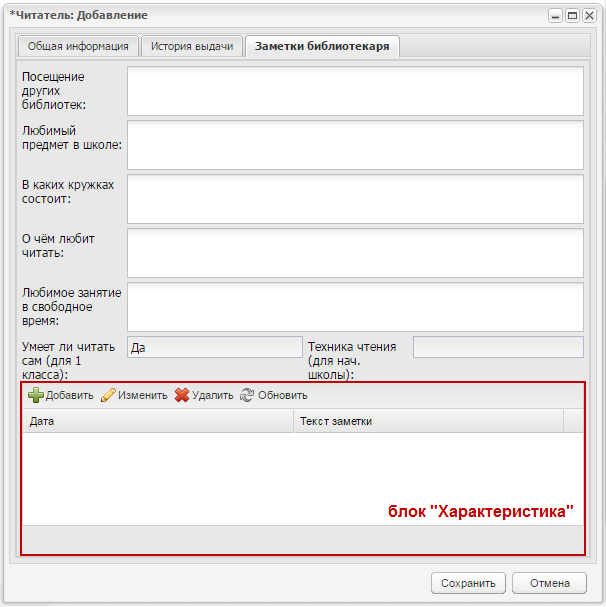 *Читатель: Добавление
Общая информация История выдачи Заметки библиотекаря
Посещение
других
библиотек:
Любимый
предмет в школе:
В каких кружках
состоит:
О чём любит
читать:
Любимое занятие
в свободное
время:
Умеет ли читать
сам (для 1
класса):
Да
Техника чтения
(для нач.
школы):
Добавить Изменить Удалить Обновить
Дата Текст заметки
блок "Характеристика"
Сохранить Отмена